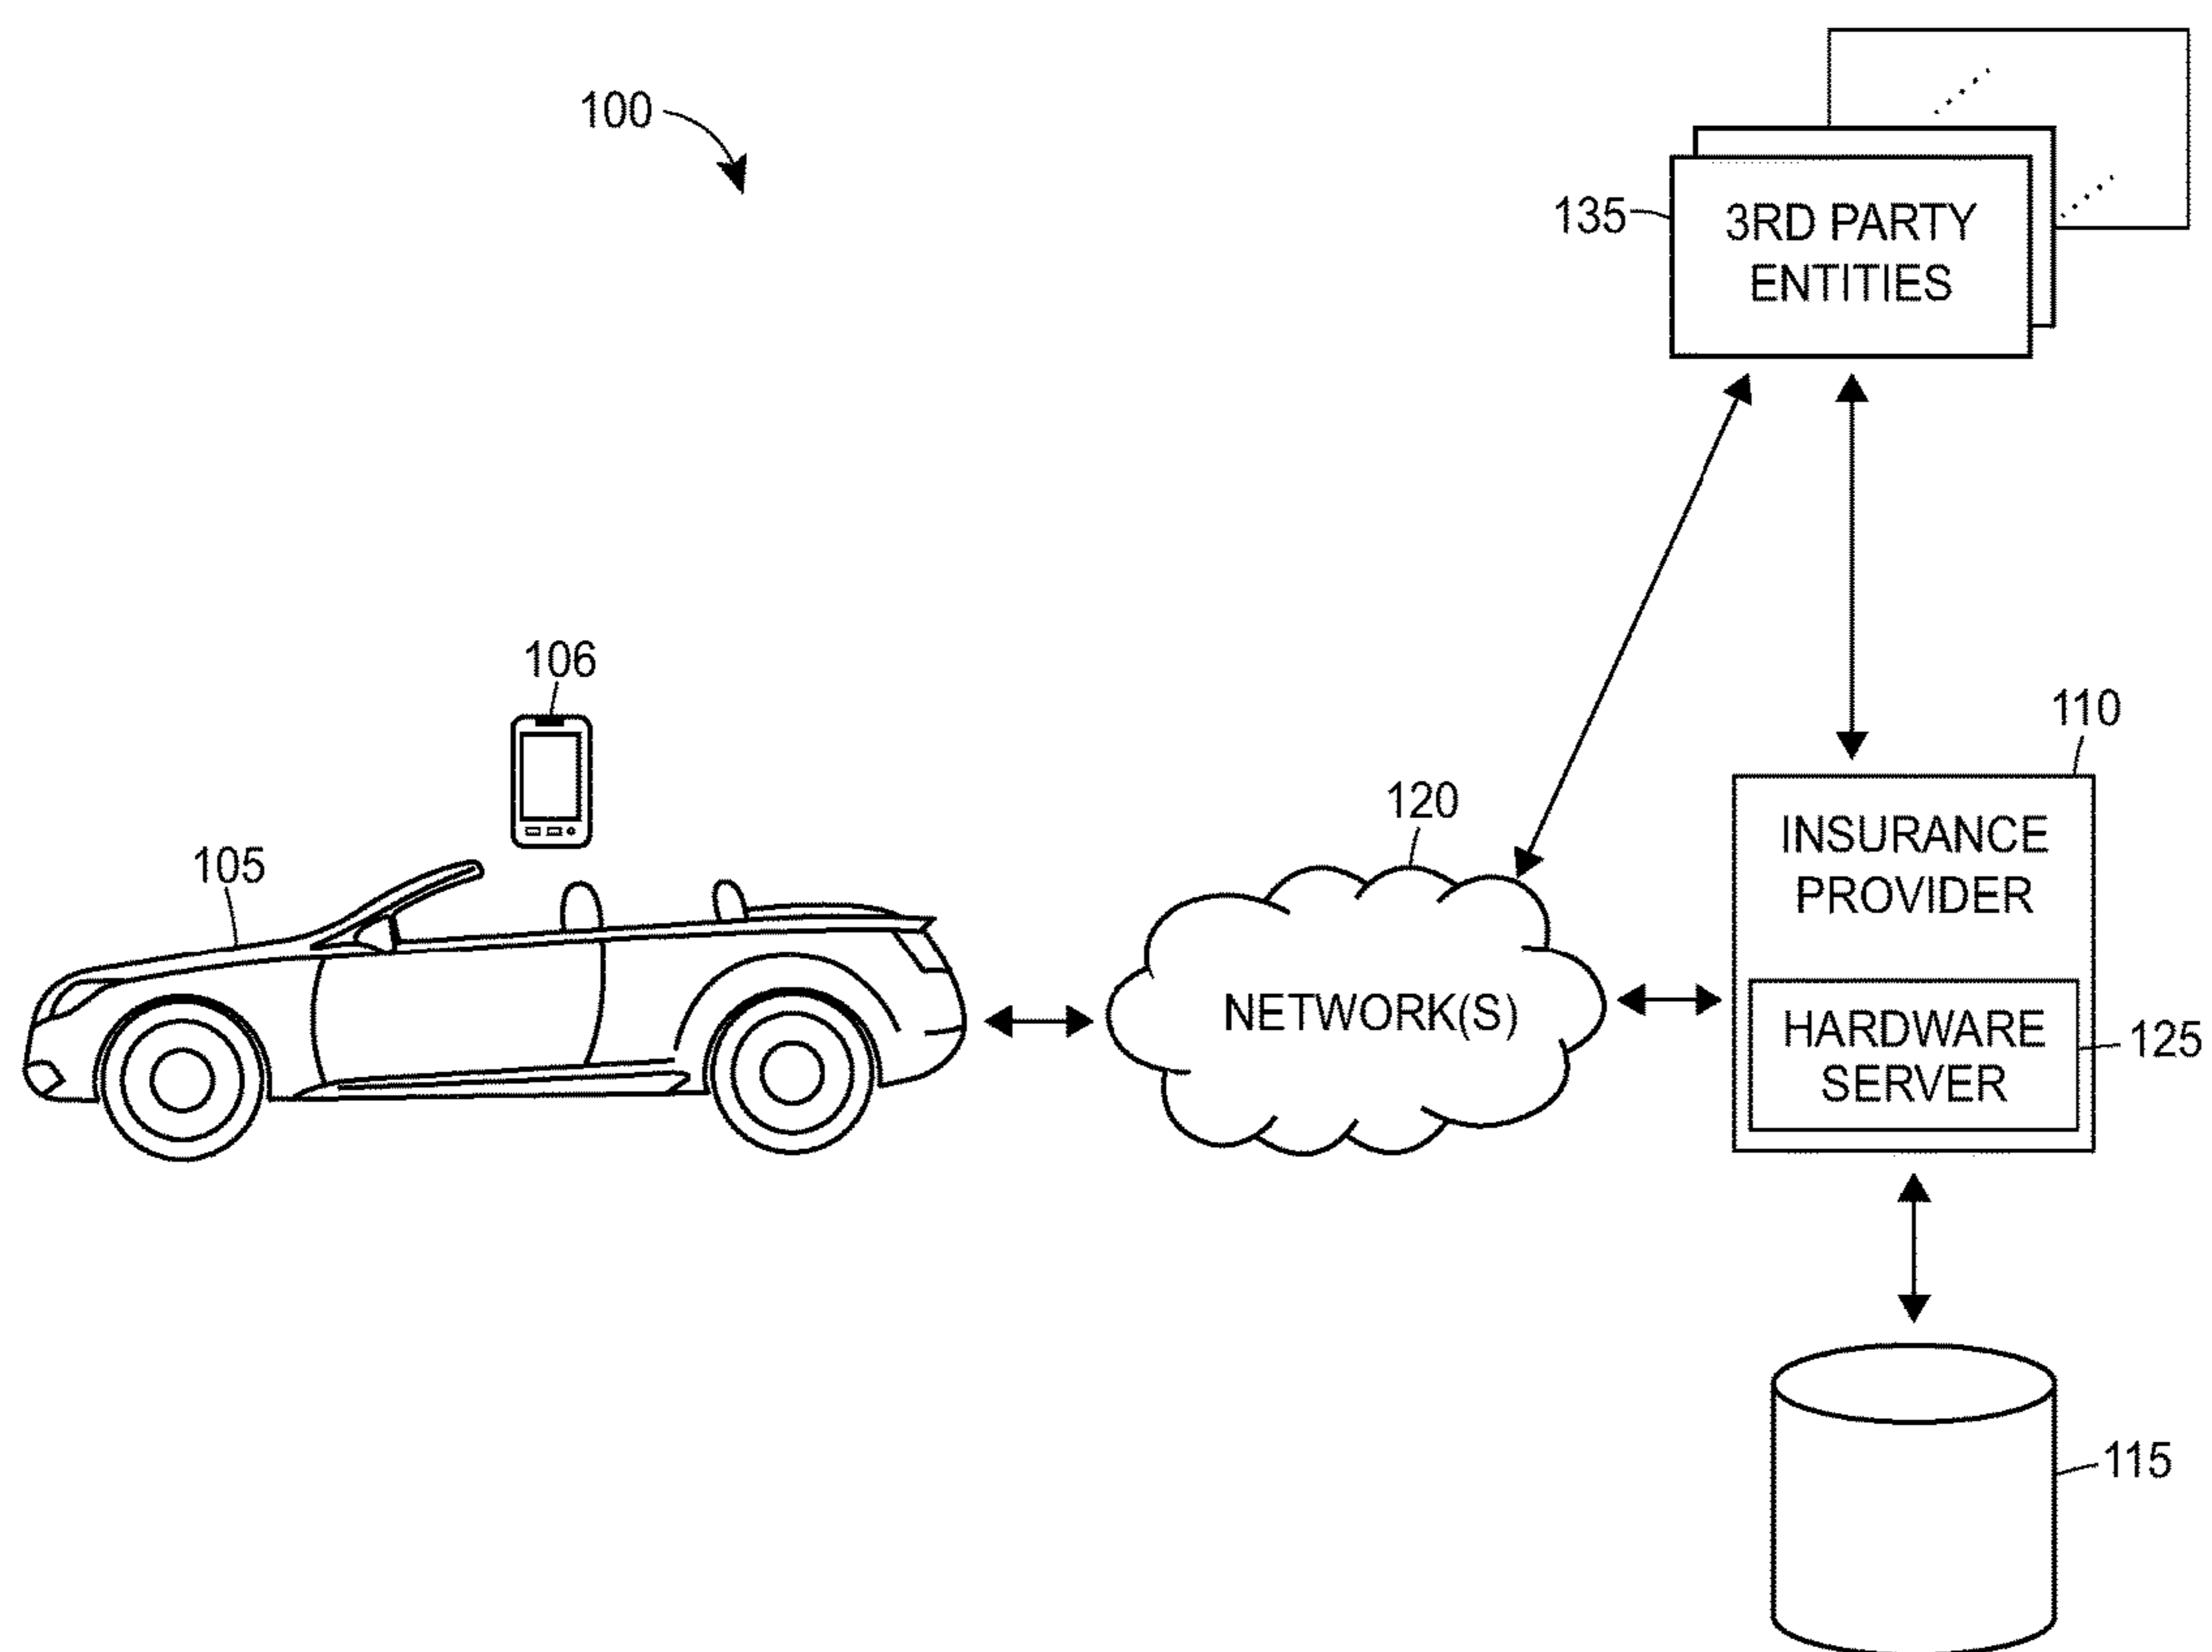 100
135
3RD PARTY
ENTITIES
106
110
120
INSURANCE
PROVIDER
105
NETWORK(S)
HARDWARE
SERVER
125
115